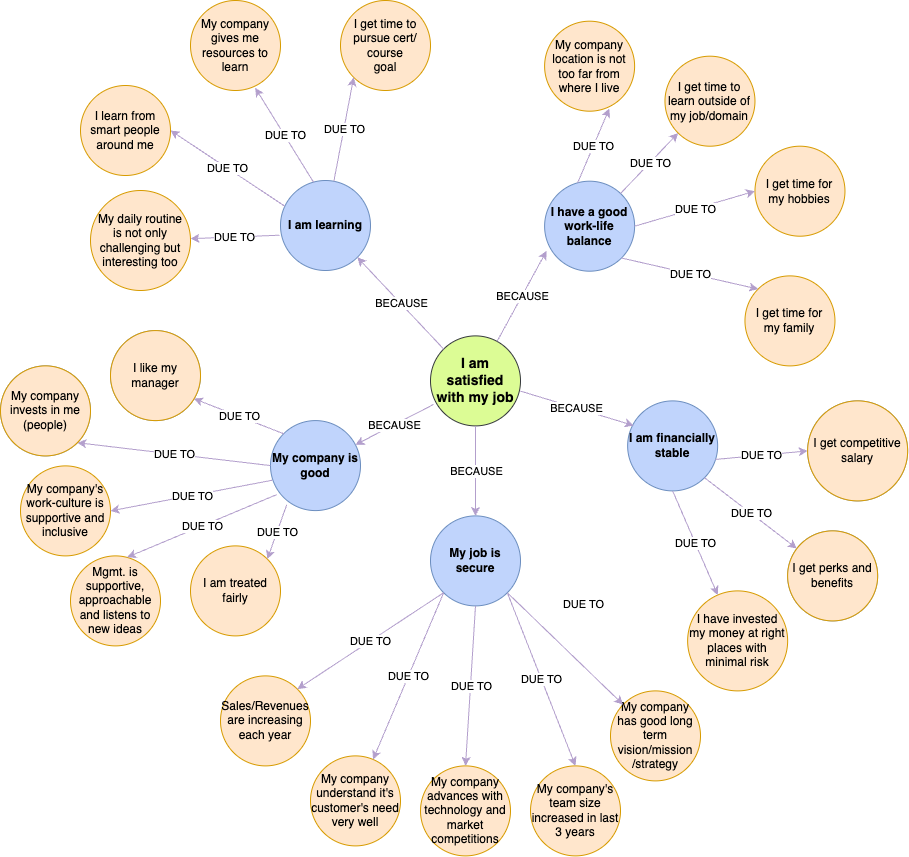 My company
gives me
resources to
learn
I get time to
pursue cert/
course
goal
My company
location is not
too far from
where I live
I get time to
learn outside of
my job/domain
I learn from
smart people
around me
DUE TO
DUE TO
DUE TO
DUE TO
DUE TO
I get time for
my hobbies
My daily routine
is not only
challenging but
interesting too
DUE TO
I am learning
I have a good
work-life
balance
DUE TO
DUE TO
I get time for
my family
BECAUSE
BECAUSE
I like my
manager
I am
satisfied
with my job
My company
invests in me
(people)
DUE TO
BECAUSE
BECAUSE
I am financially
stable
I get competitive
salary
DUE TO
DUE TO
My company is
good
BECAUSE
My company's
work-culture is
supportive and
inclusive
DUE TO
DUE TO
DUE TO
DUE TO
DUE TO
Mgmt. is
supportive,
approachable
and listens to
new ideas
I am treated
fairly
My job is
secure
I get perks and
benefits
DUE TO
I have invested
my money at right
places with
minimal risk
DUE TO
DUE TO
DUE TO
DUE TO
Sales/Revenues
are increasing
each year
My company
has good long
term
vision/mission
/strategy
My company
understand it's
customer's need
very well
My company
advances with
technology and
market
competitions
My company's
team size
increased in last
3 years